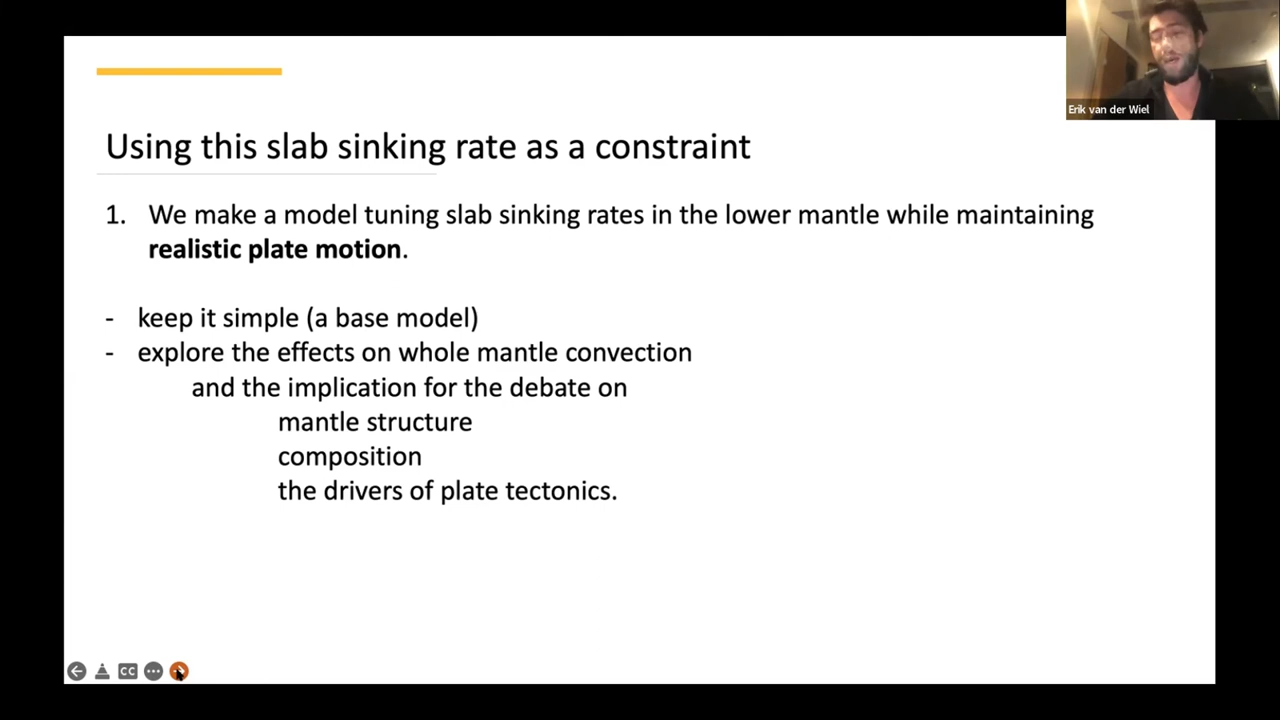 Erik van der Wiel
Using this slab sinking rate as a constraint
1. We make a model tuning slab sinking rates in the lower mantle while maintaining
realistic plate motion.
- keep it simple (a base model)
- explore the effects on whole mantle convection
and the implication for the debate on
mantle structure
composition
the drivers of plate tectonics.
CC